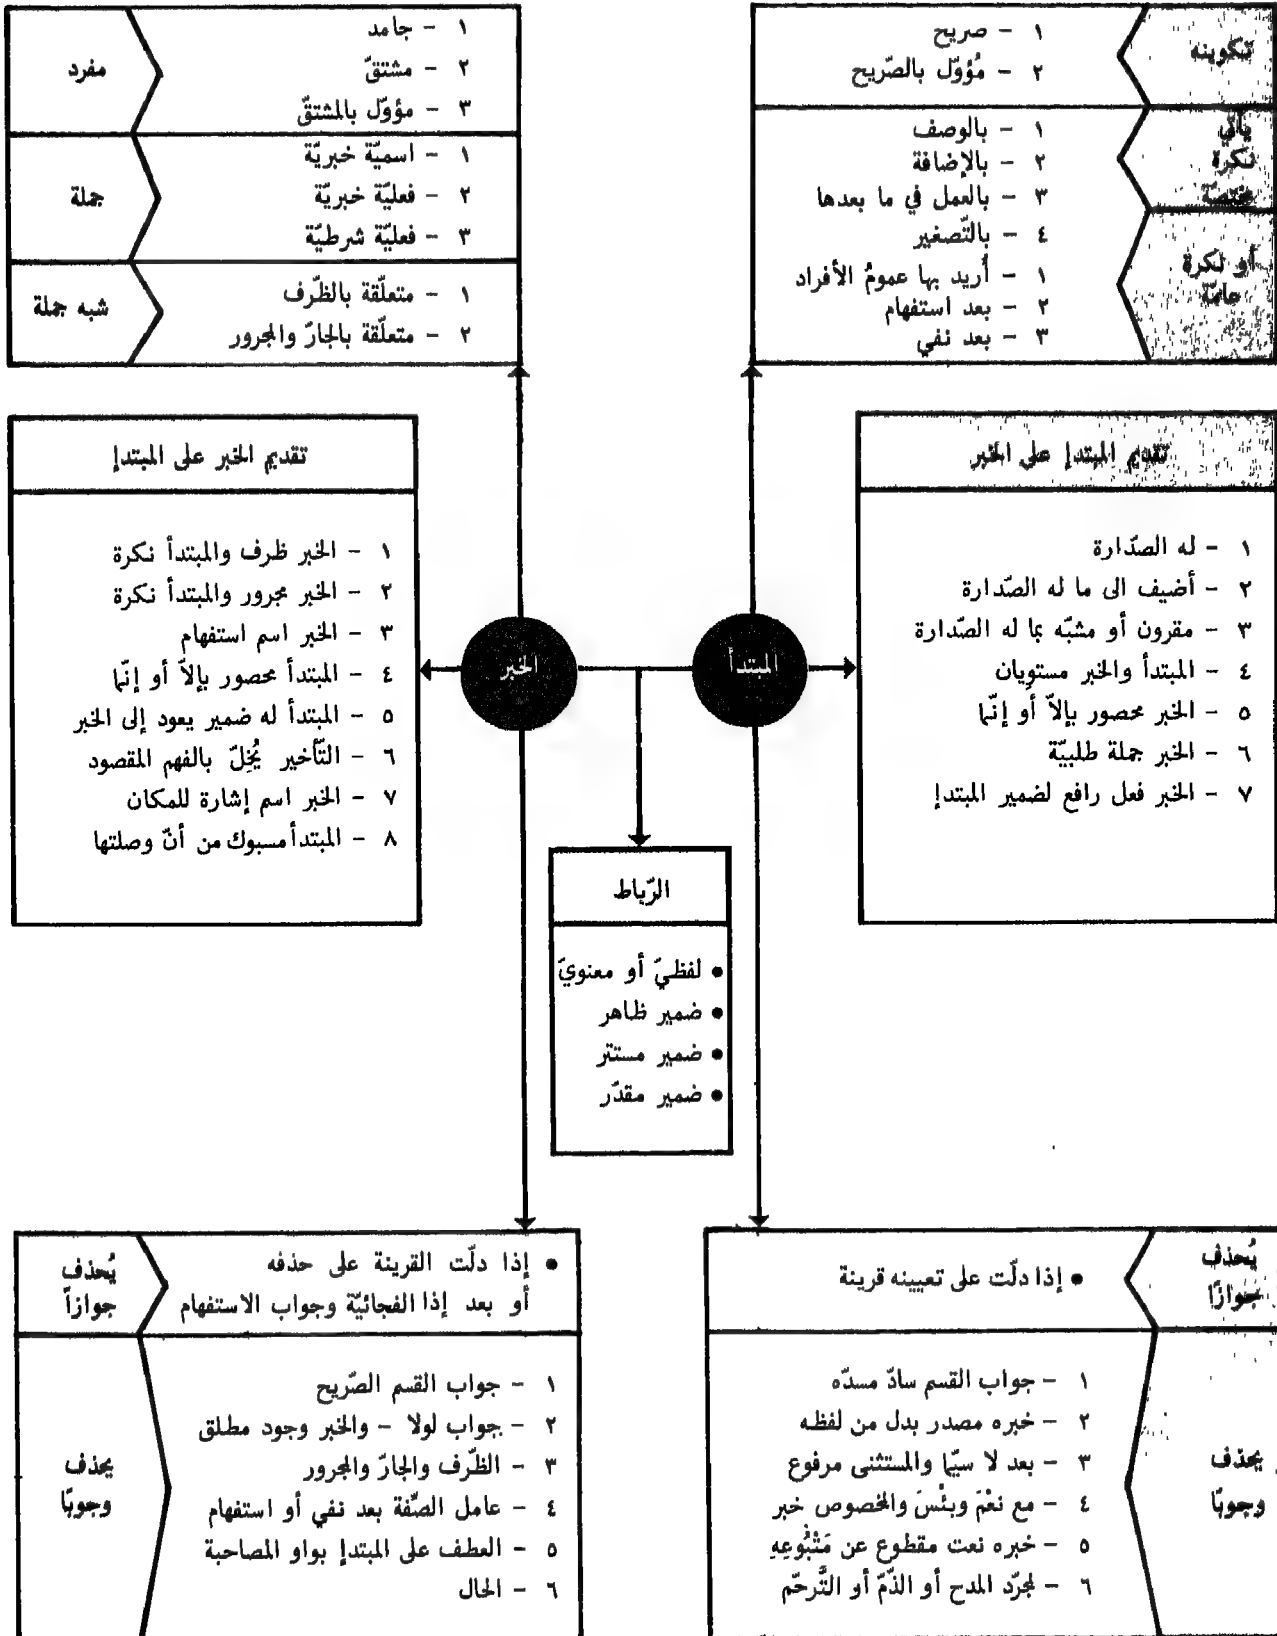 تكوينه
١ - صريح
٢ - مُؤوّل بالصّريح
يأتي
نكرة
مختصّة
١ - بالوصف
٢ - بالإضافة
٣ - بالعمل في ما بعدها
٤ - بالتّصغير
أو نكرة
عامّة
١ - أُريد بها عمومُ الأفراد
٢ - بعد استفهام
٣ - بعد نفي
مفرد
١ - جامد
٢ - مشتقّ
٣ - مؤوّل بالمشتقّ
جملة
١ - اسميّة خبريّة
٢ - فعليّة خبريّة
٣ - فعليّة شرطيّة
شبه جملة
١ - متعلّقة بالظّرف
٢ - متعلّقة بالجارّ والمجرور
تقديم المبتدإ على الخبر
١ - له الصّدارة
٢ - أضيف الى ما له الصّدارة
٣ - مقرون أو مشبّه بما له الصّدارة
٤ - المبتدأ والخبر مستويان
٥ - الخبر محصور بإلاّ أو إنّما
٦ - الخبر جملة طلبيّة
٧ - الخبر فعل رافع لضمير المبتدإ
تقديم الخبر على المبتدإ
١ - الخبر ظرف والمبتدأ نكرة
٢ - الخبر مجرور والمبتدأ نكرة
٣ - الخبر اسم استفهام
٤ - المبتدأ محصور بإلاّ أو إنّما
٥ - المبتدأ له ضمير يعود إلى الخبر
٦ - التّأخير يُخِلّ بالفهم المقصود
٧ - الخبر اسم إشارة للمكان
٨ - المبتدأ مسبوك من أنّ وصلتها
المبتدأ
الخبر
الرّباط
• لفظيّ أو معنويّ
• ضمير ظاهر
• ضمير مستتر
• ضمير مقدّر
يُحذف
جوازًا
• إذا دلّت على تعيينه قرينة
يحذف
وجوبًا
١ - جواب القسم سادّ مسدّه
٢ - خبره مصدر بدل من لفظه
٣ - بعد لا سيّما والمستثنى مرفوع
٤ - مع نعْمَ وبئْسَ والمخصوص خبر
٥ - خبره نعت مقطوع عن مَتْبُوعِهِ
٦ - لمجرّد المدح أو الذّمّ أو التَّرحّم
يُحذف
جوازاً
• إذا دلّت القرينة على حذفه
أو بعد إذا الفجائيّة وجواب الاستفهام
يحذف
وجوبًا
١ - جواب القسم الصّريح
٢ - جواب لولا - والخبر وجود مطلق
٣ - الظّرف والجارّ والمجرور
٤ - عامل الصّفة بعد نفي أو استفهام
٥ - العطف على المبتدإ بواو المصاحبة
٦ - الحال